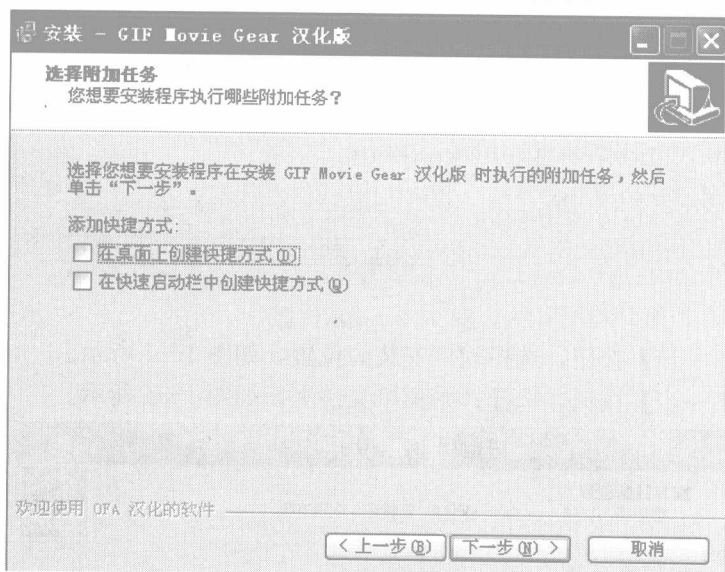 安装 - GIF Movie Gear 汉化版
选择附加任务
您想要安装程序执行哪些附加任务？
选择您想要安装程序在安装 GIF Movie Gear 汉化版 时执行的附加任务，然后
单击“下一步”。
添加快捷方式:
在桌面上创建快捷方式(D)
在快速启动栏中创建快捷方式(Q)
欢迎使用 OFA 汉化的软件
< 上一步(B) 下一步(N) > 取消